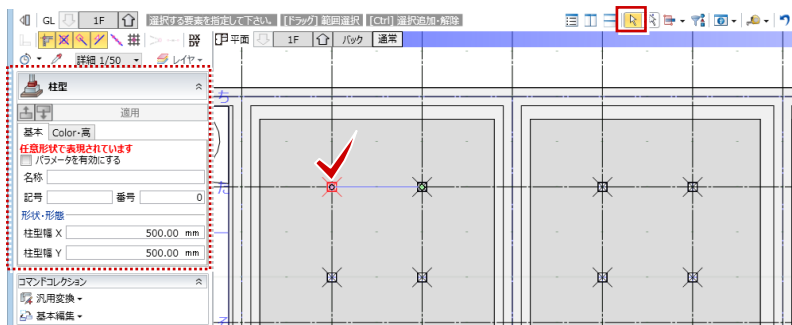 GL 1F 選択する要素を指定して下さい。 [[ドラッグ] 範囲選択] [[Ctrl] 選択追加・解除
平面 1F バック 通常
詳細 1/50 レイヤ
柱型
適用
基本 Color・高
任意形状で表現されています
パラメータを有効にする
名称
記号 番号 0
形状・形態
柱型幅 X 500.00 mm
柱型幅 Y 500.00 mm
コマンドコレクション
汎用変換
基本編集
ち
た
そ